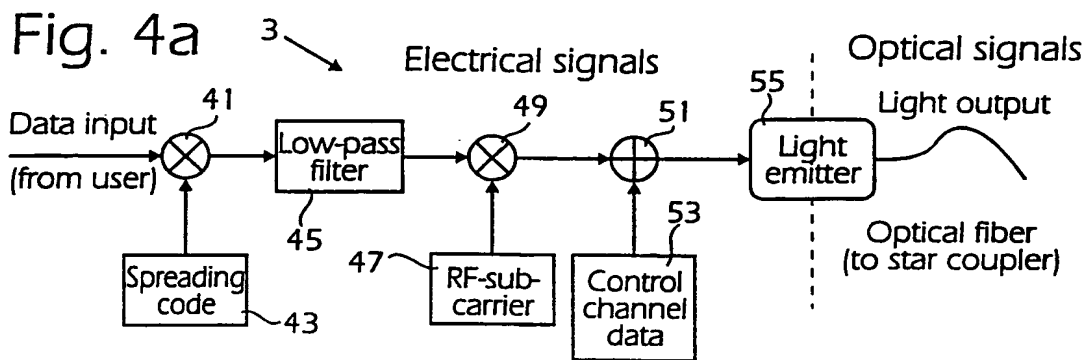 Fig. 4a
3
Electrical signals
Optical signals
Data input
(from user)
41
Low-pass
filter
45
49
51
55
Light
emitter
Light output
Spreading
code
43
47
RF-sub-
carrier
53
Control
channel
data
Optical fiber
(to star coupler)